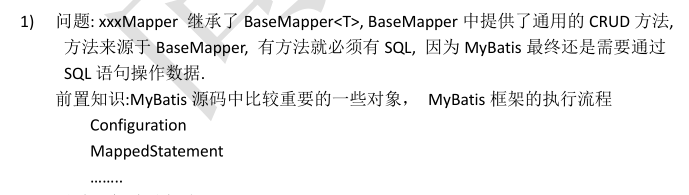 1) 问题: xxxMapper 继承了 BaseMapper<T>, BaseMapper 中提供了通用的 CRUD 方法,
方法来源于 BaseMapper, 有方法就必须有 SQL, 因为 MyBatis 最终还是需要通过
SQL 语句操作数据.
前置知识:MyBatis 源码中比较重要的一些对象， MyBatis 框架的执行流程
Configuration
MappedStatement
........